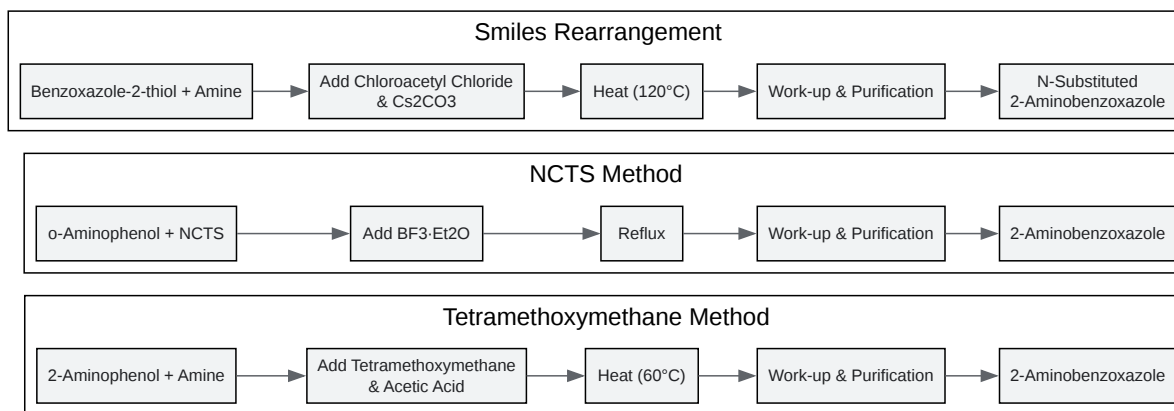 Smiles Rearrangement
Benzoxazole-2-thiol + Amine
Add Chloroacetyl Chloride
& Cs2CO3
Heat (120°C)
Work-up & Purification
N-Substituted
2-Aminobenzoxazole
NCTS Method
o-Aminophenol + NCTS
Add BF3·Et2O
Reflux
Work-up & Purification
2-Aminobenzoxazole
Tetramethoxymethane Method
2-Aminophenol + Amine
Add Tetramethoxymethane
& Acetic Acid
Heat (60°C)
Work-up & Purification
2-Aminobenzoxazole